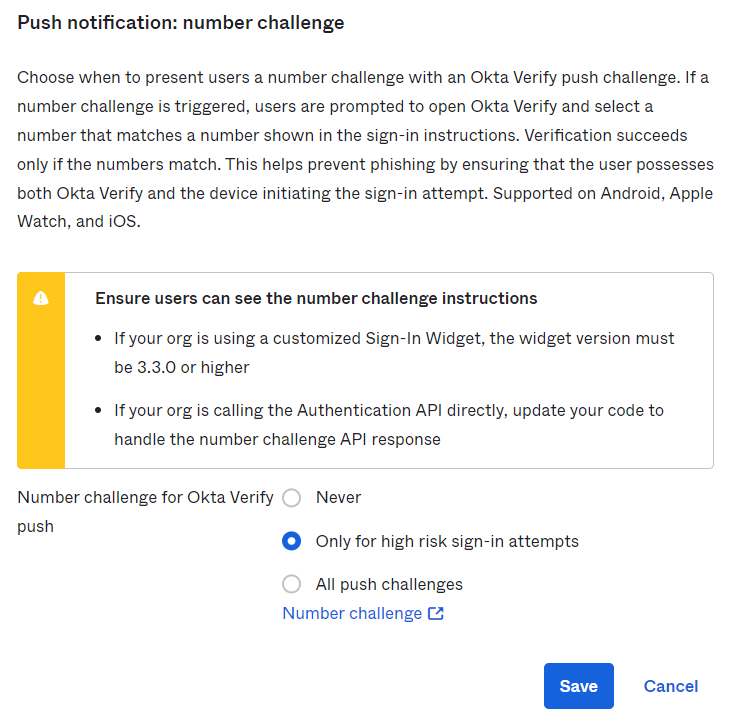 Push notification: number challenge
Choose when to present users a number challenge with an Okta Verify push challenge. If a
number challenge is triggered, users are prompted to open Okta Verify and select a
number that matches a number shown in the sign-in instructions. Verification succeeds
only if the numbers match. This helps prevent phishing by ensuring that the user possesses
both Okta Verify and the device initiating the sign-in attempt. Supported on Android, Apple
Watch, and iOS.
Ensure users can see the number challenge instructions
• If your org is using a customized Sign-In Widget, the widget version must
be 3.3.0 or higher
• If your org is calling the Authentication API directly, update your code to
handle the number challenge API response
Number challenge for Okta Verify
push
Never
Only for high risk sign-in attempts
All push challenges
Number challenge
Save
Cancel